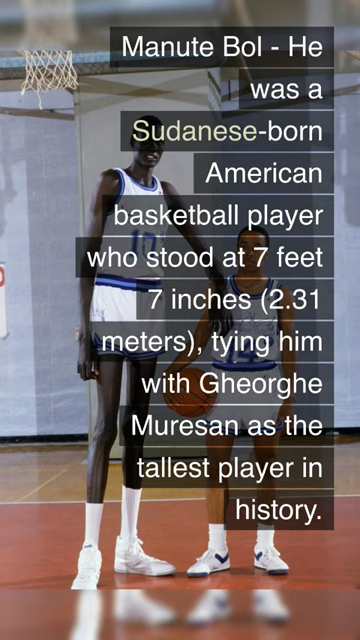 Manute Bol - He
was a
Sudanese-born
American
basketball player
who stood at 7 feet
7 inches (2.31
meters), tying him
with Gheorghe
Muresan as the
tallest player in
history.